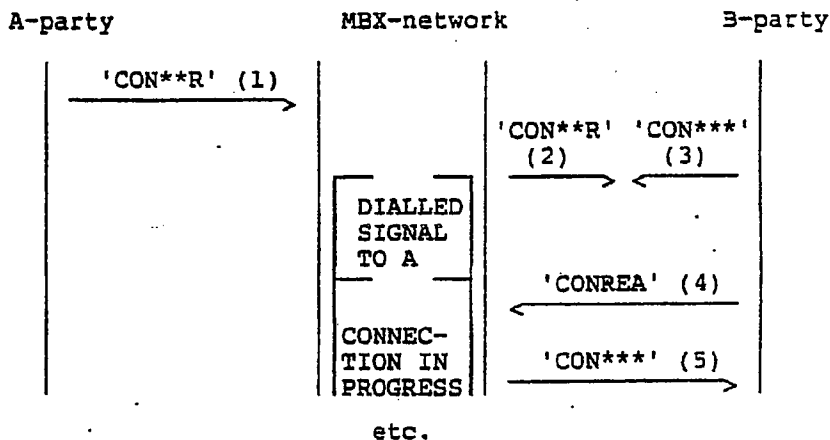 A-party MBX-network B-party
'CON**R' (1)
'CON**R' 'CON***'
(2) (3)
DIALLED
SIGNAL
TO A
'CONREA' (4)
CONNEC-
TION IN
PROGRESS
'CON***' (5)
etc.